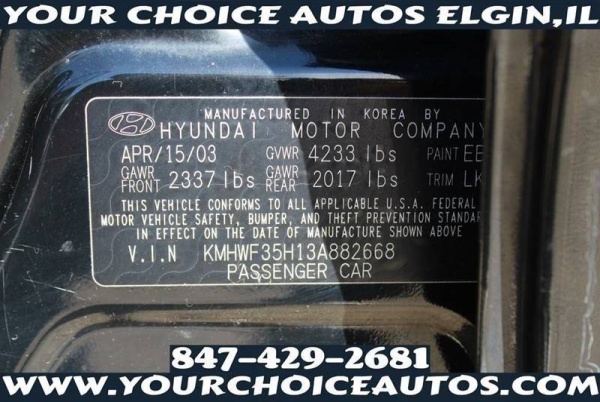 YOUR CHOICE AUTOS ELGIN,IL
MANUFACTURED IN KOREA BY
HYUNDAI MOTOR COMPANY
APR/15/03 GVWR 4233 lbs PAINT EB
GAWR FRONT 2337 lbs GAWR REAR 2017 lbs TRIM LK
THIS VEHICLE CONFORMS TO ALL APPLICABLE U.S.A. FEDERAL
MOTOR VEHICLE SAFETY, BUMPER, AND THEFT PREVENTION STANDAR
IN EFFECT ON THE DATE OF MANUFACTURE SHOWN ABOVE
V.I.N KMHWF35H13A882668
PASSENGER CAR
847-429-2681
WWW.YOURCHOICEAUTOS.COM